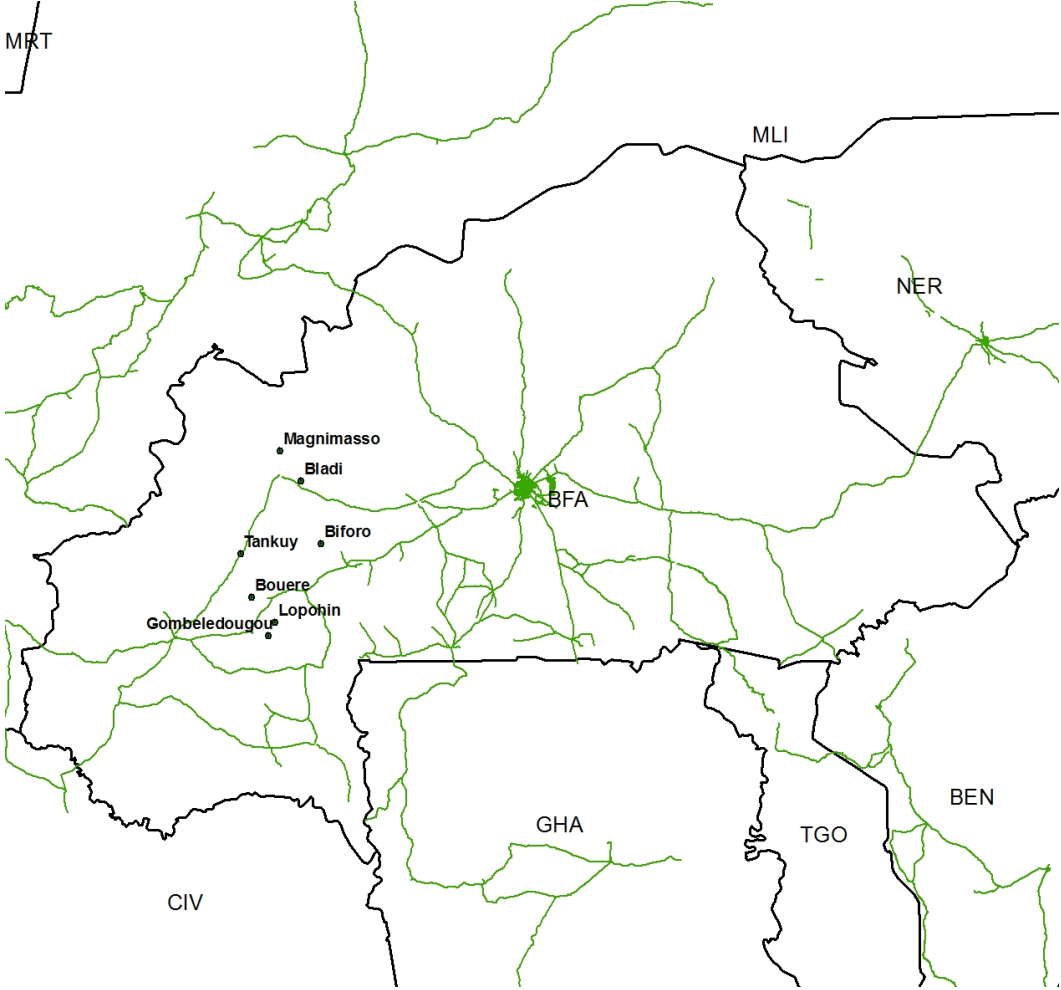 MRT
MLI
NER
Magnimasso
Bladi
BFA
Biforo
Tankuy
Bouere
Lopohin
Gombeledougou
BEN
GHA
TGO
CIV